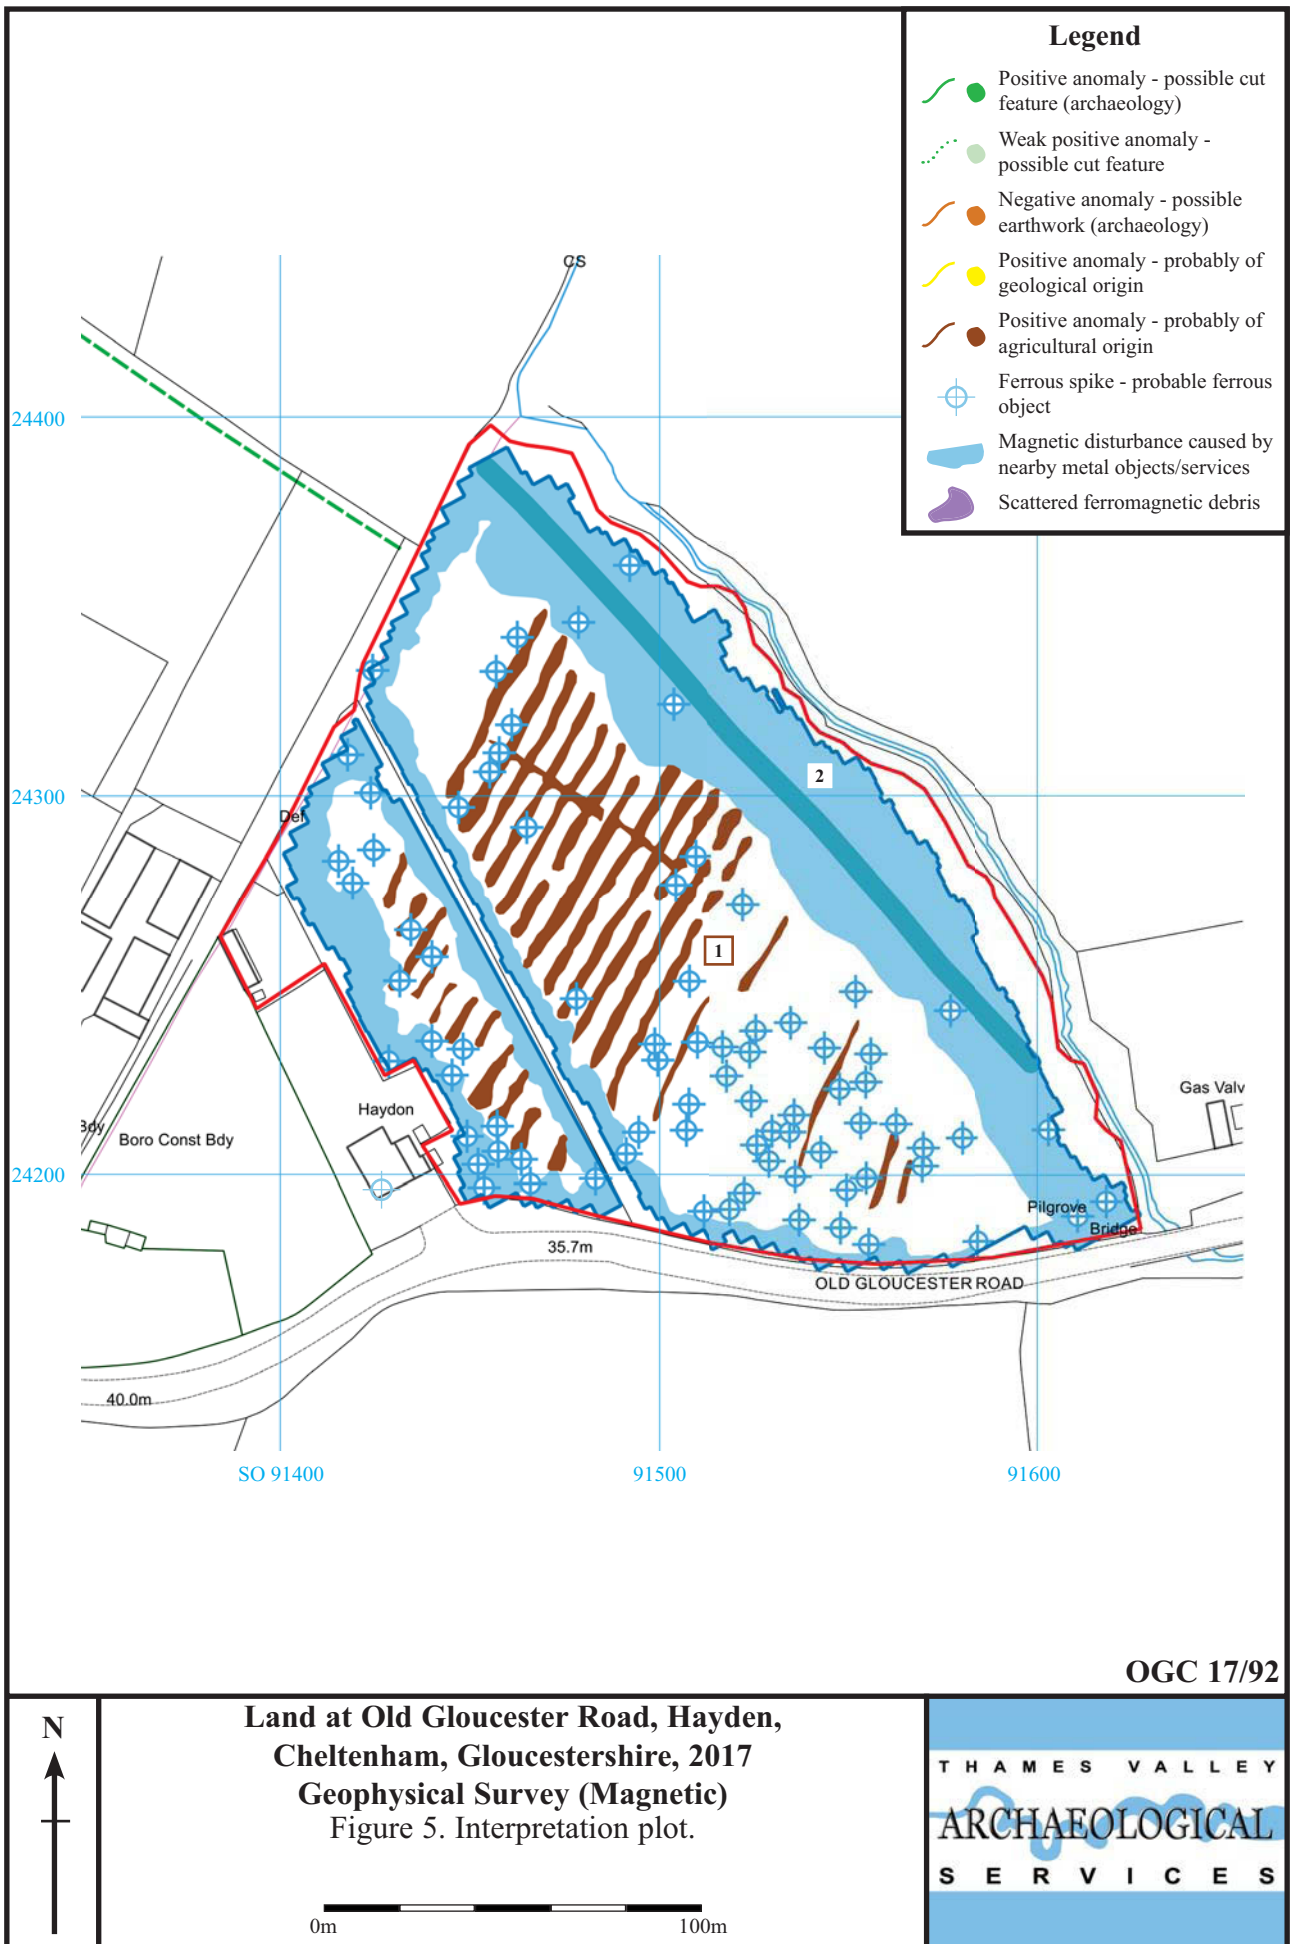 Legend
Positive anomaly - possible cut
feature (archaeology)
Weak positive anomaly -
possible cut feature
Negative anomaly - possible
earthwork (archaeology)
Positive anomaly - probably of
geological origin
Positive anomaly - probably of
agricultural origin
Ferrous spike - probable ferrous
object
Magnetic disturbance caused by
nearby metal objects/services
Scattered ferromagnetic debris
CS
24400
2
24300
Def
1
Gas Valv
Haydon
Bdy
Boro Const Bdy
24200
Pilgrove
Bridge
35.7m
OLD GLOUCESTER ROAD
40.0m
SO 91400
91500
91600
OGC 17/92
N
Land at Old Gloucester Road, Hayden,
Cheltenham, Gloucestershire, 2017
Geophysical Survey (Magnetic)
Figure 5. Interpretation plot.
0m
100m
THAMES VALLEY
ARCHAEOLOGICAL
SERVICES